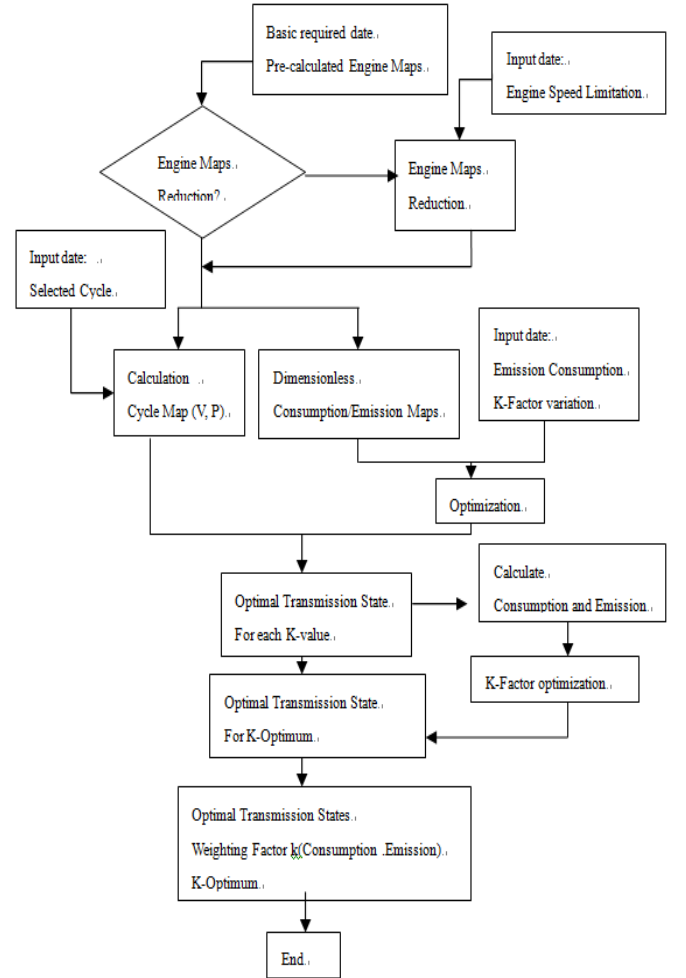 Basic required date.
Pre-calculated Engine Maps.
Input date:.
Engine Speed Limitation.
Engine Maps.
Reduction?
Engine Maps.
Reduction.
Input date:
Selected Cycle.
Calculation
Cycle Map (V, P).
Dimensionless
Consumption/Emission Maps.
Input date:.
Emission Consumption.
K-Factor variation.
Optimization.
Optimal Transmission State.
For each K-value.
Calculate.
Consumption and Emission.
K-Factor optimization.
Optimal Transmission State.
For K-Optimum.
Optimal Transmission States.
Weighting Factor k(Consumption .Emission).
K-Optimum.
End.